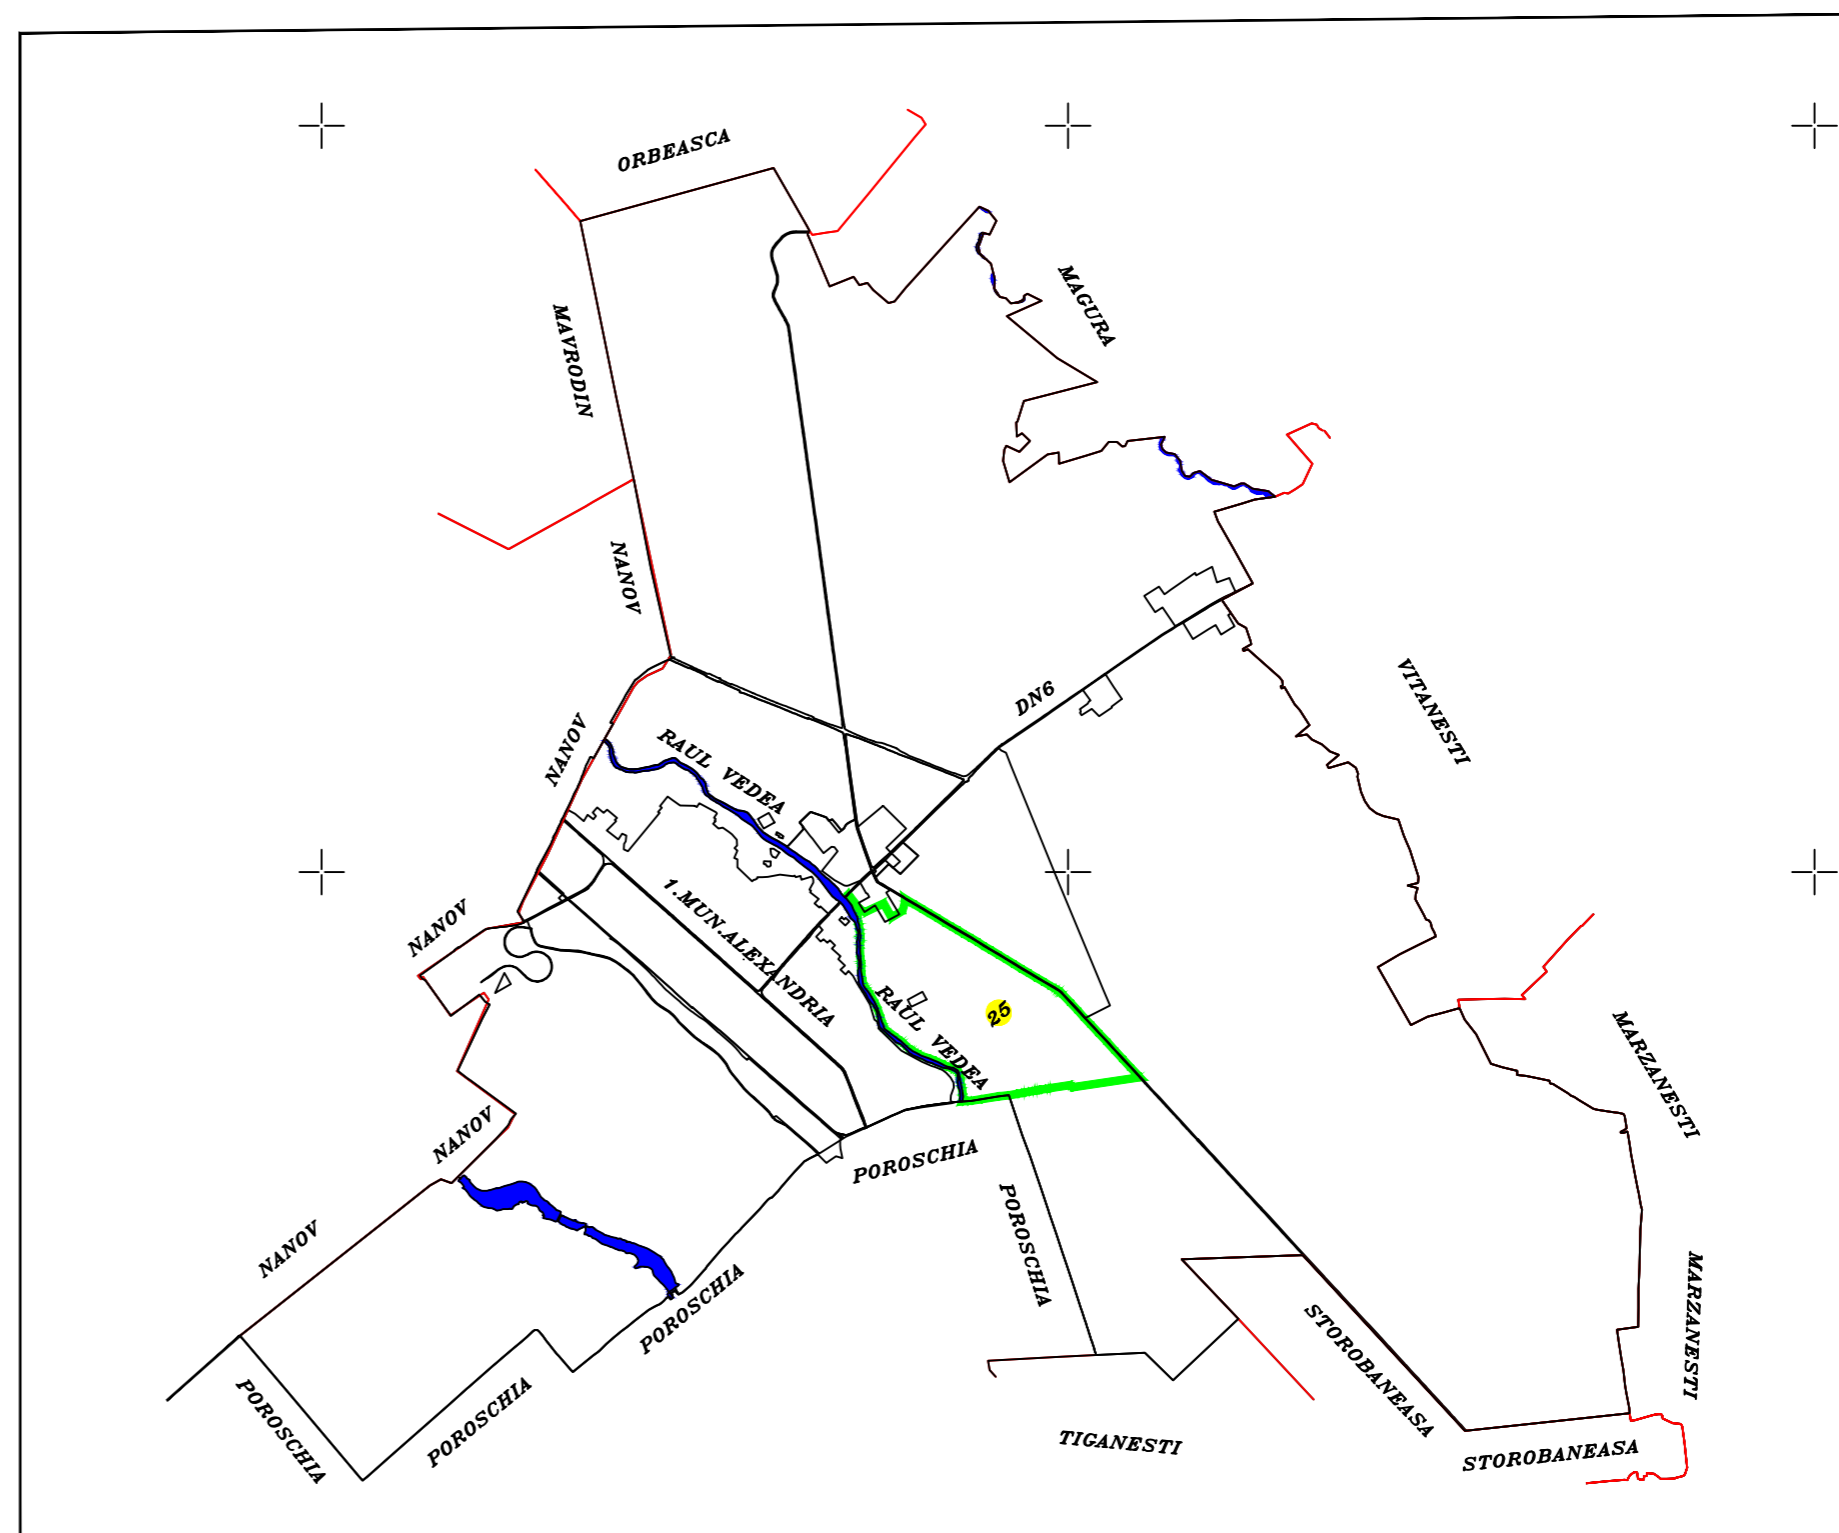 ORBEASCA
MAGURA
MAVRODIN
NANOV
VITANESTI
DN6
NANOV
RAUL VEDEA
NANOV
1.MUN.ALEXANDRIA
RAUL VEDEA
25
MARZANESTI
NANOV
POROSCHIA
POROSCHIA
NANOV
MARZANESTI
POROSCHIA
STOROBANEASA
POROSCHIA
POROSCHIA
TIGANESTI
STOROBANEASA